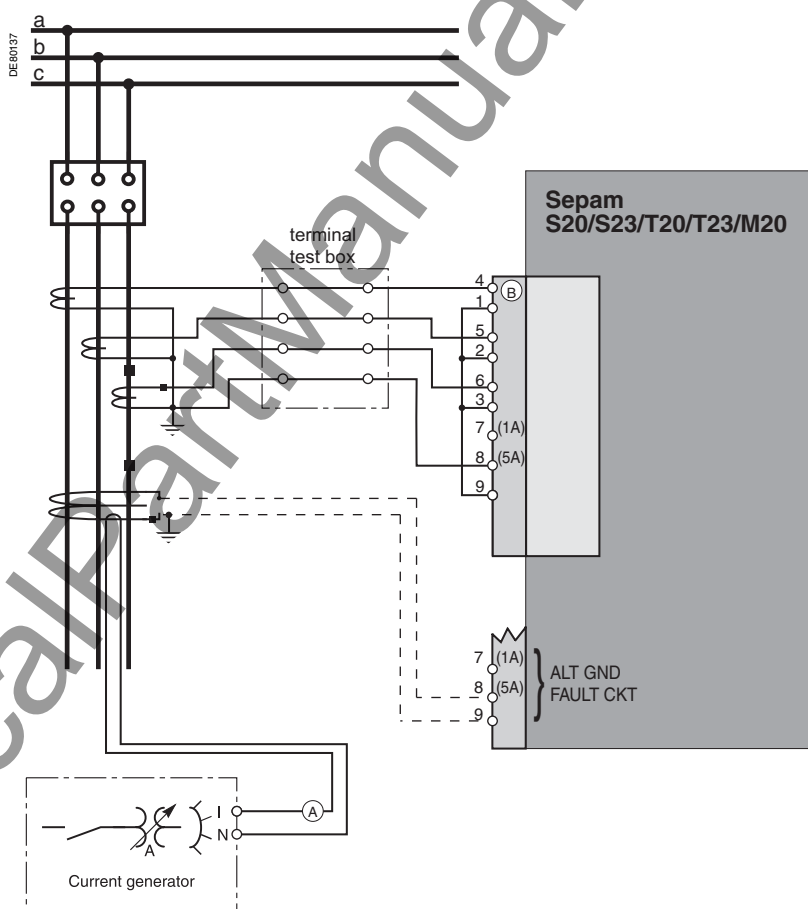 a
b
c
DE80137
Sepam
S20/S23/T20/T23/M20
terminal
test box
4
B
1
5
2
6
3
7 (1A)
8 (5A)
9
7 (1A)
8 (5A)
9
ALT GND
FAULT CKT
I
A
N
A
Current generator
calPartManual